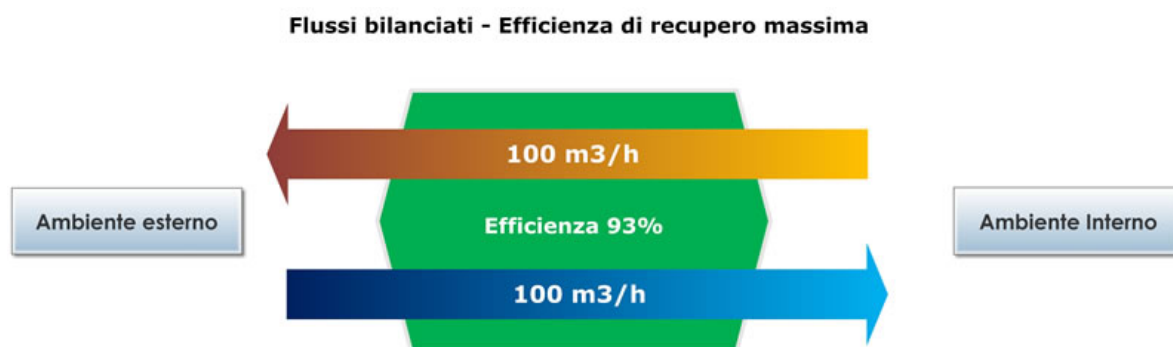 Flussi bilanciati - Efficienza di recupero massima
100 m3/h
Ambiente esterno
Efficienza 93%
Ambiente Interno
100 m3/h